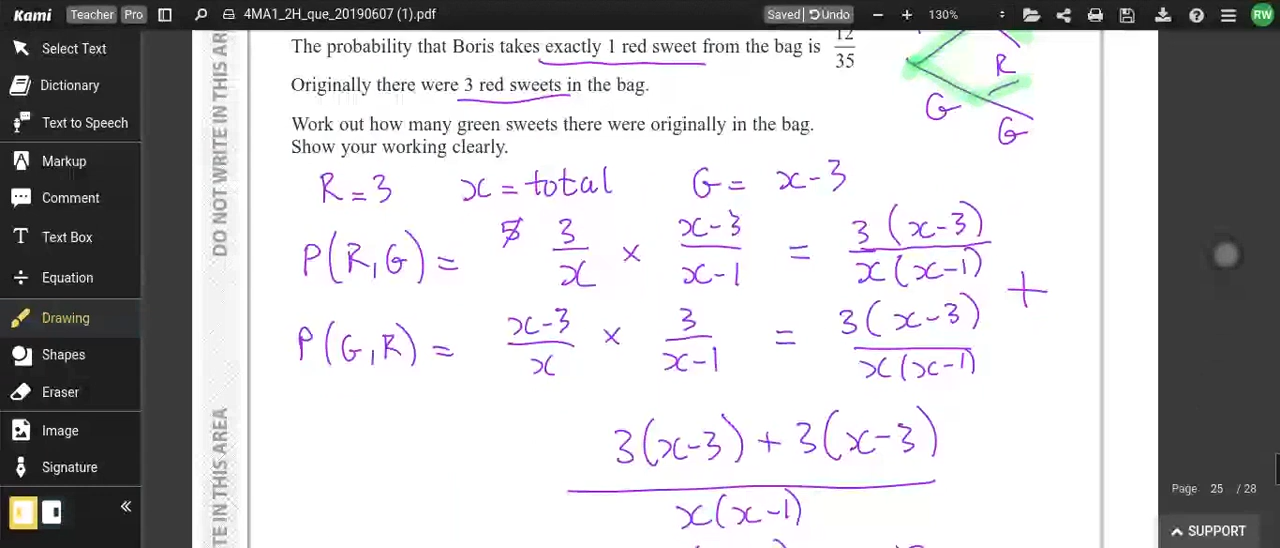 Kami Teacher Pro 4MA1_2H_que_20190607 (1).pdf Saved Undo 130% RW
Select Text
Dictionary
Text to Speech
Markup
Comment
Text Box
Equation
Drawing
Shapes
Eraser
Image
Signature
DO NOT WRITE IN THIS AREA
TE IN THIS AREA
The probability that Boris takes exactly 1 red sweet from the bag is 12/35
Originally there were 3 red sweets in the bag.
Work out how many green sweets there were originally in the bag.
Show your working clearly.
R
G
G
R = 3 x = total G = x-3
P(R,G) = 3/x × x-3/x-1 = 3(x-3)/x(x-1)
+
P(G,R) = x-3/x × 3/x-1 = 3(x-3)/x(x-1)
3(x-3) + 3(x-3)
x(x-1)
Page 25 / 28
SUPPORT